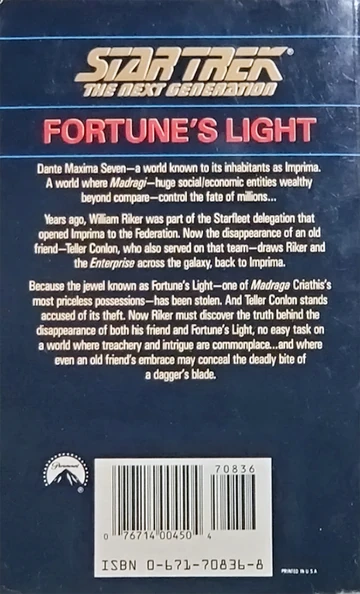 STAR TREK®
THE NEXT GENERATION
FORTUNE'S LIGHT
Dante Maxima Seven—a world known to its inhabitants as Imprima.
A world where Madragi—huge social/economic entities wealthy
beyond compare—control the fate of millions...
Years ago, William Riker was part of the Starfleet delegation that
opened Imprima to the Federation. Now the disappearance of an old
friend—Teller Conlon, who also served on that team—draws Riker and
the Enterprise across the galaxy, back to Imprima.
Because the jewel known as Fortune's Light—one of Madraga Criathis's
most priceless possessions—has been stolen. And Teller Conlon stands
accused of its theft. Now Riker must discover the truth behind the
disappearance of both his friend and Fortune's Light, no easy task on
a world where treachery and intrigue are commonplace...and where
even an old friend's embrace may conceal the deadly bite of
a dagger's blade.
Paramount
®
70836
0 76714 00450 4
ISBN 0-671-70836-8
PRINTED IN U S A